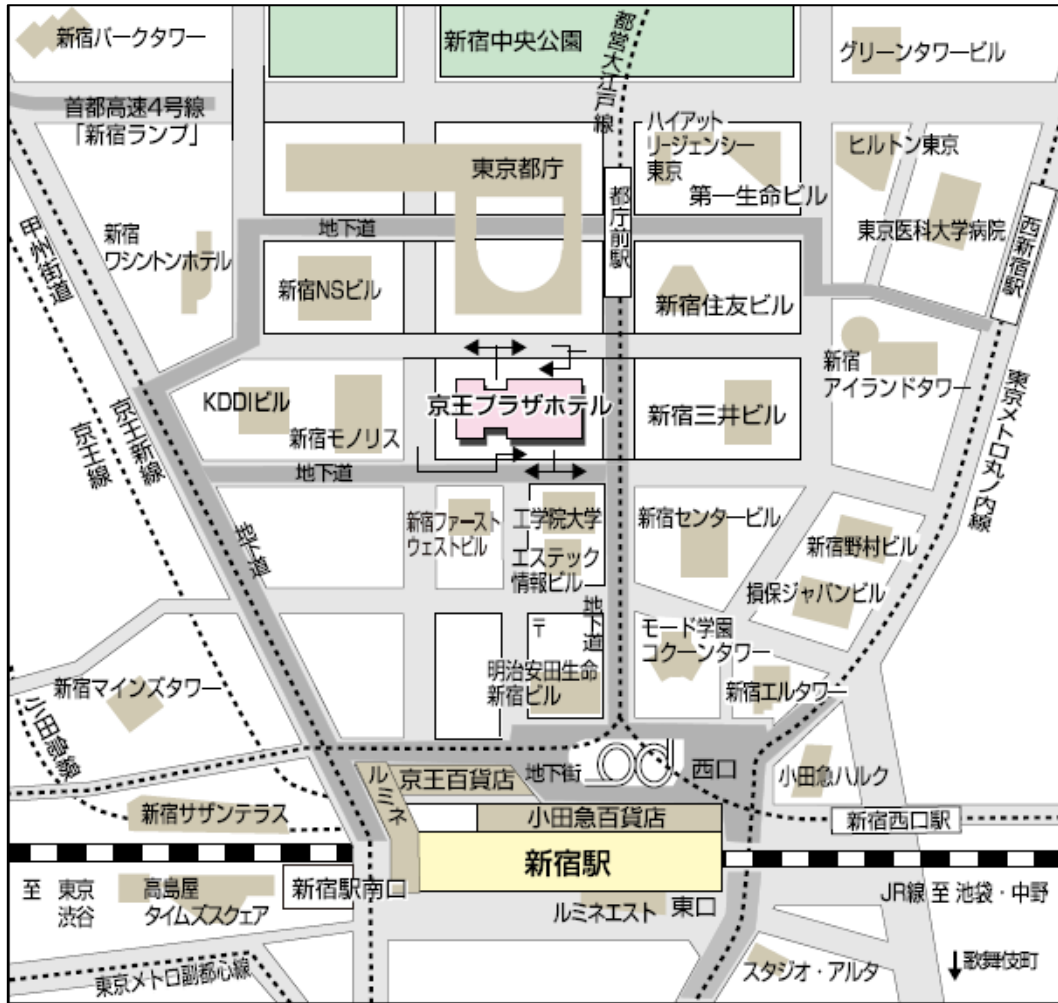 新宿パークタワー
新宿中央公園
都営大江戸線
グリーンタワービル
首都高速4号線
「新宿ランプ」
ハイアット
リージェンシー
東京
ヒルトン東京
東京都庁
第一生命ビル
都庁前駅
西新宿駅
地下道
東京医科大学病院
甲州街道
新宿
ワシントンホテル
新宿NSビル
新宿住友ビル
新宿
アイランドタワー
KDDIビル
新宿モノリス
京王プラザホテル
新宿三井ビル
東京メトロ丸ノ内線
京王新線
京王線
地下道
地下道
新宿ファースト
ウェストビル
工学院大学
エステック
情報ビル
新宿センタービル
新宿野村ビル
損保ジャパンビル
地下道
〒
明治安田生命
新宿ビル
モード学園
コクーンタワー
新宿エルタワー
新宿マインズタワー
小田急線
地下街
西口
小田急ハルク
京王百貨店
ルミネ
新宿サザンテラス
小田急百貨店
新宿西口駅
新宿駅
至 東京
渋谷
高島屋
タイムズスクェア
新宿駅南口
ルミネエスト
東口
JR線 至 池袋・中野
東京メトロ副都心線
スタジオ・アルタ
↓歌舞伎町